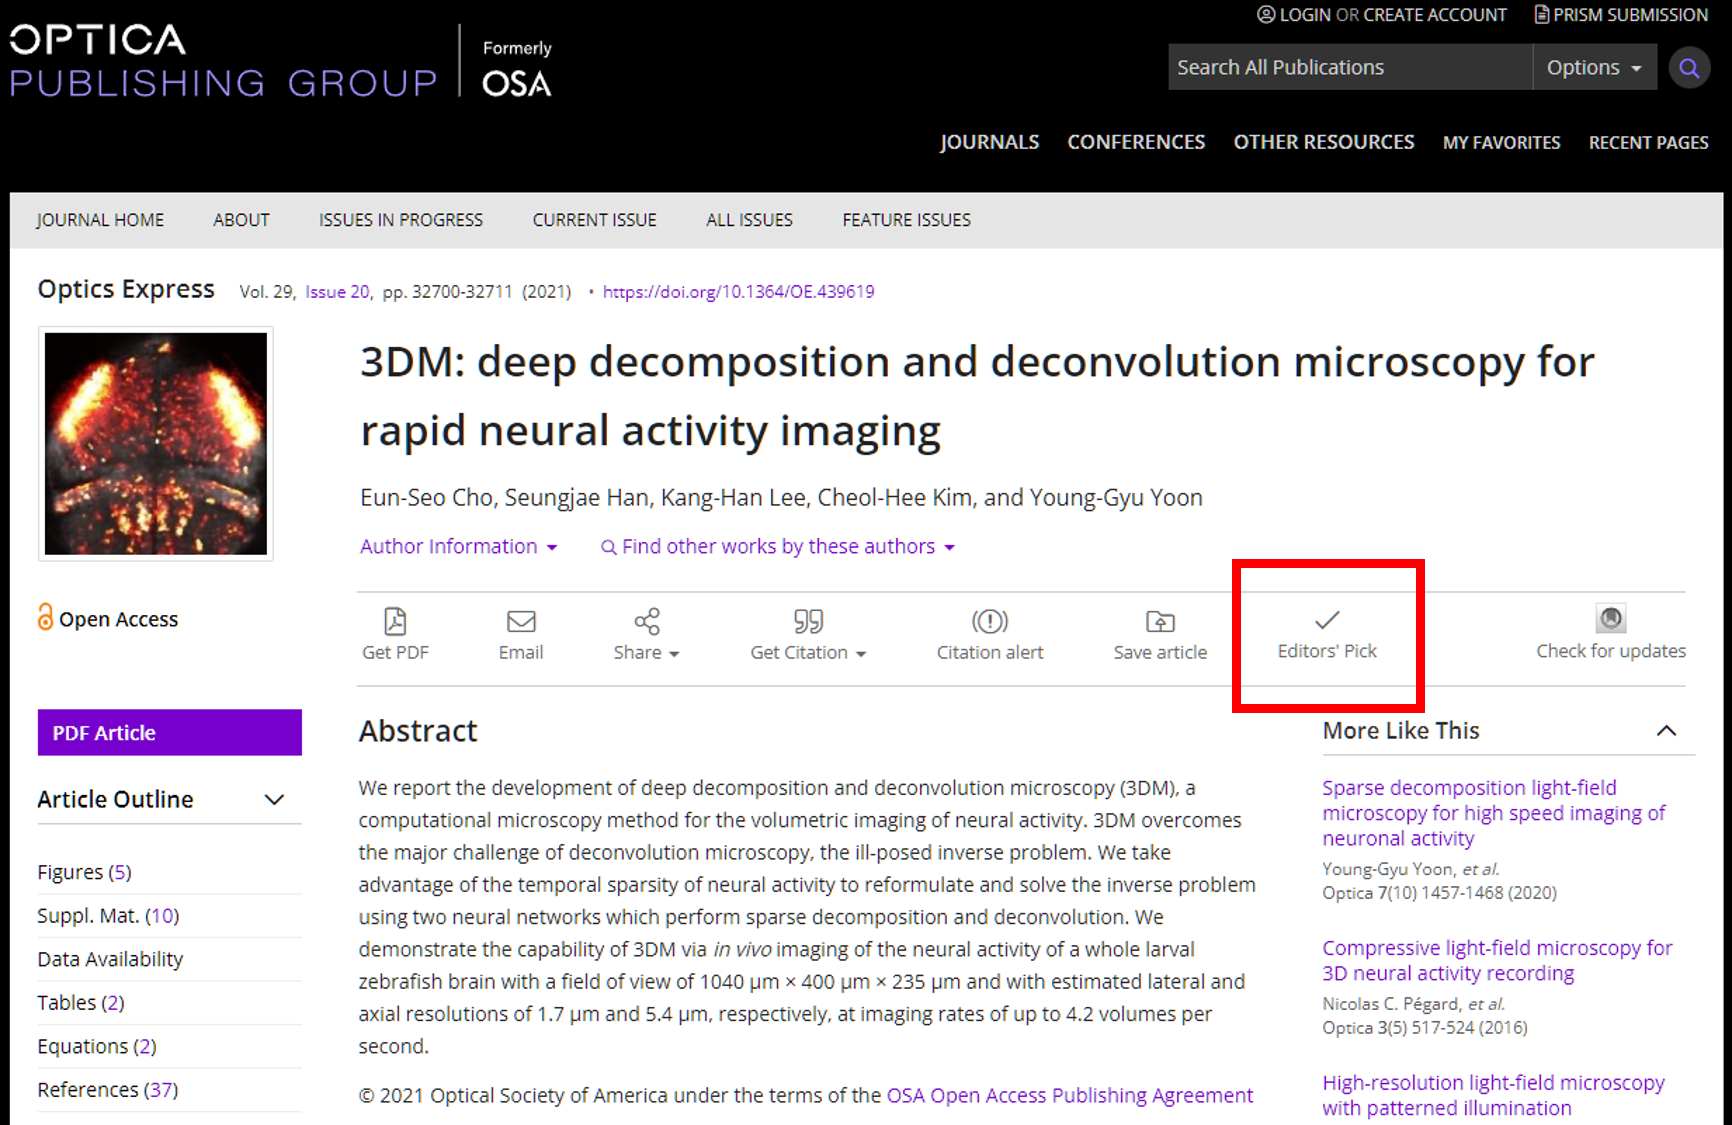 LOGIN OR CREATE ACCOUNT PRISM SUBMISSION
OPTICA
PUBLISHING GROUP
Formerly
OSA
Search All Publications Options
JOURNALS CONFERENCES OTHER RESOURCES MY FAVORITES RECENT PAGES
JOURNAL HOME ABOUT ISSUES IN PROGRESS CURRENT ISSUE ALL ISSUES FEATURE ISSUES
Optics Express Vol. 29, Issue 20, pp. 32700-32711 (2021) • https://doi.org/10.1364/OE.439619
3DM: deep decomposition and deconvolution microscopy for
rapid neural activity imaging
Eun-Seo Cho, Seungjae Han, Kang-Han Lee, Cheol-Hee Kim, and Young-Gyu Yoon
Author Information Find other works by these authors
Open Access
Get PDF Email Share Get Citation Citation alert Save article Editors' Pick Check for updates
PDF Article
Article Outline
Figures (5)
Suppl. Mat. (10)
Data Availability
Tables (2)
Equations (2)
References (37)
Abstract
We report the development of deep decomposition and deconvolution microscopy (3DM), a
computational microscopy method for the volumetric imaging of neural activity. 3DM overcomes
the major challenge of deconvolution microscopy, the ill-posed inverse problem. We take
advantage of the temporal sparsity of neural activity to reformulate and solve the inverse problem
using two neural networks which perform sparse decomposition and deconvolution. We
demonstrate the capability of 3DM via in vivo imaging of the neural activity of a whole larval
zebrafish brain with a field of view of 1040 µm × 400 µm × 235 µm and with estimated lateral and
axial resolutions of 1.7 µm and 5.4 µm, respectively, at imaging rates of up to 4.2 volumes per
second.
© 2021 Optical Society of America under the terms of the OSA Open Access Publishing Agreement
More Like This
Sparse decomposition light-field
microscopy for high speed imaging of
neuronal activity
Young-Gyu Yoon, et al.
Optica 7(10) 1457-1468 (2020)
Compressive light-field microscopy for
3D neural activity recording
Nicolas C. Pégard, et al.
Optica 3(5) 517-524 (2016)
High-resolution light-field microscopy
with patterned illumination